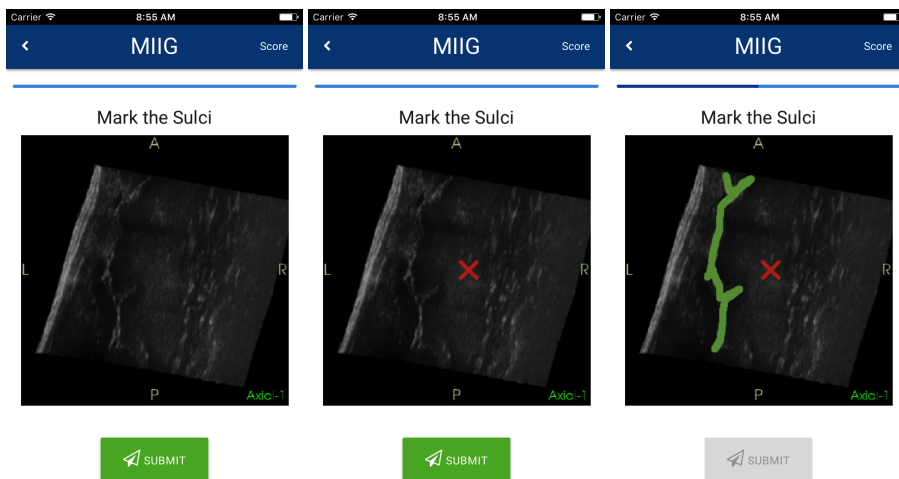 Carrier 8:55 AM
MIIG Score
Mark the Sulci
A
L R
P Axial-1
SUBMIT
Carrier 8:55 AM
MIIG Score
Mark the Sulci
A
L R
P Axial-1
SUBMIT
Carrier 8:55 AM
MIIG Score
Mark the Sulci
A
L R
P Axial-1
SUBMIT